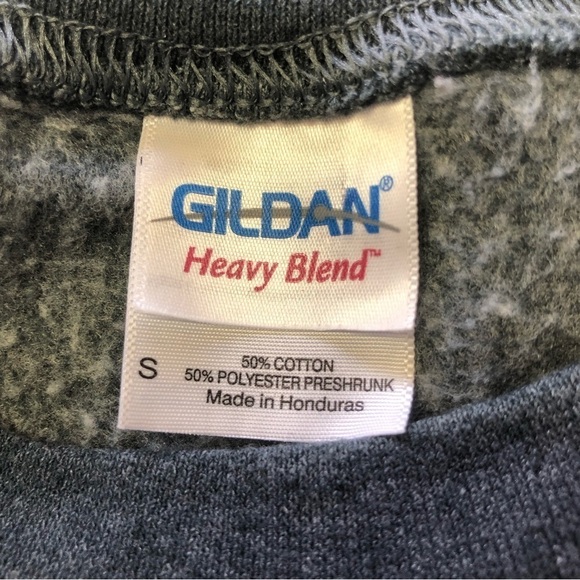 GILDAN®
Heavy Blend™
S
50% COTTON
50% POLYESTER PRESHRUNK
Made in Honduras